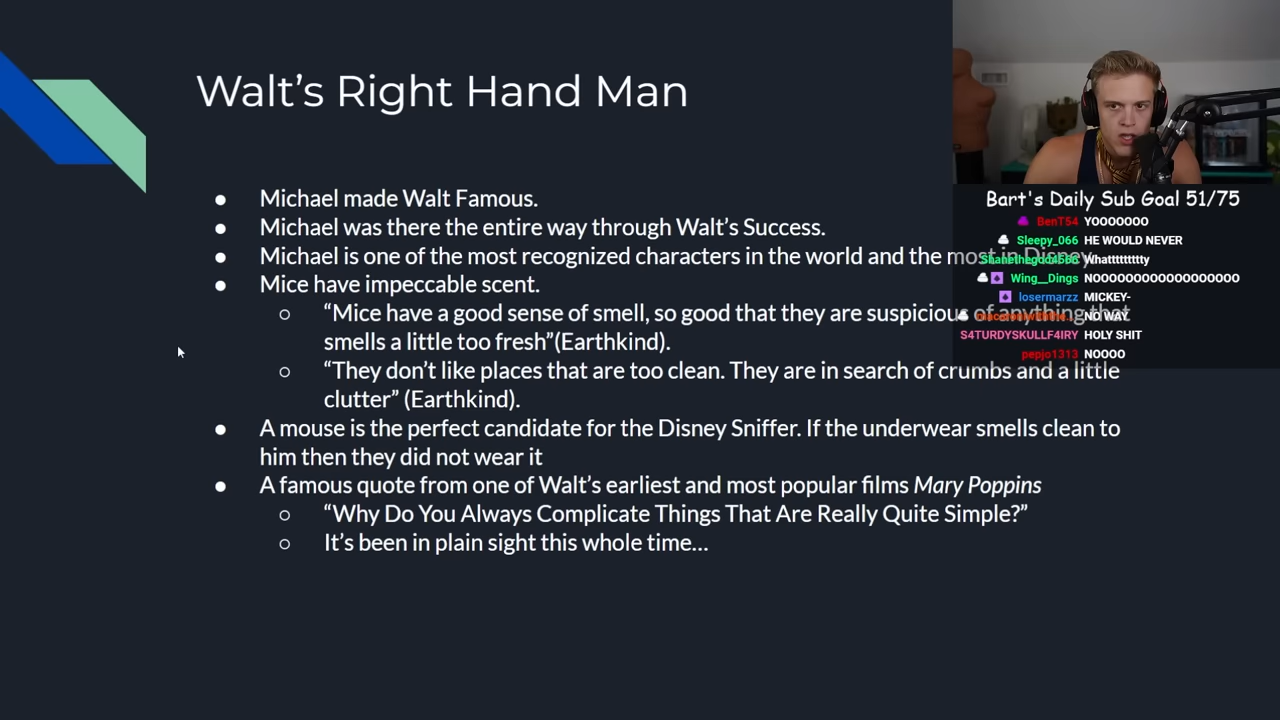 Walt's Right Hand Man
● Michael made Walt Famous.
● Michael was there the entire way through Walt's Success.
● Michael is one of the most recognized characters in the world and the most in Disney.
● Mice have impeccable scent.
○ “Mice have a good sense of smell, so good that they are suspicious of anything that
smells a little too fresh”(Earthkind).
○ “They don't like places that are too clean. They are in search of crumbs and a little
clutter” (Earthkind).
● A mouse is the perfect candidate for the Disney Sniffer. If the underwear smells clean to
him then they did not wear it
● A famous quote from one of Walt's earliest and most popular films Mary Poppins
○ “Why Do You Always Complicate Things That Are Really Quite Simple?”
○ It's been in plain sight this whole time...
Bart's Daily Sub Goal 51/75
BenT54 YOOOOOOO
Sleepy_066 HE WOULD NEVER
Whatttttttttty
Wing__Dings NOOOOOOOOOOOOOOOOOO
losermarzz MICKEY-
NO WAY
S4TURDYSKULLF4IRY HOLY SHIT
pepjo1313 NOOOO